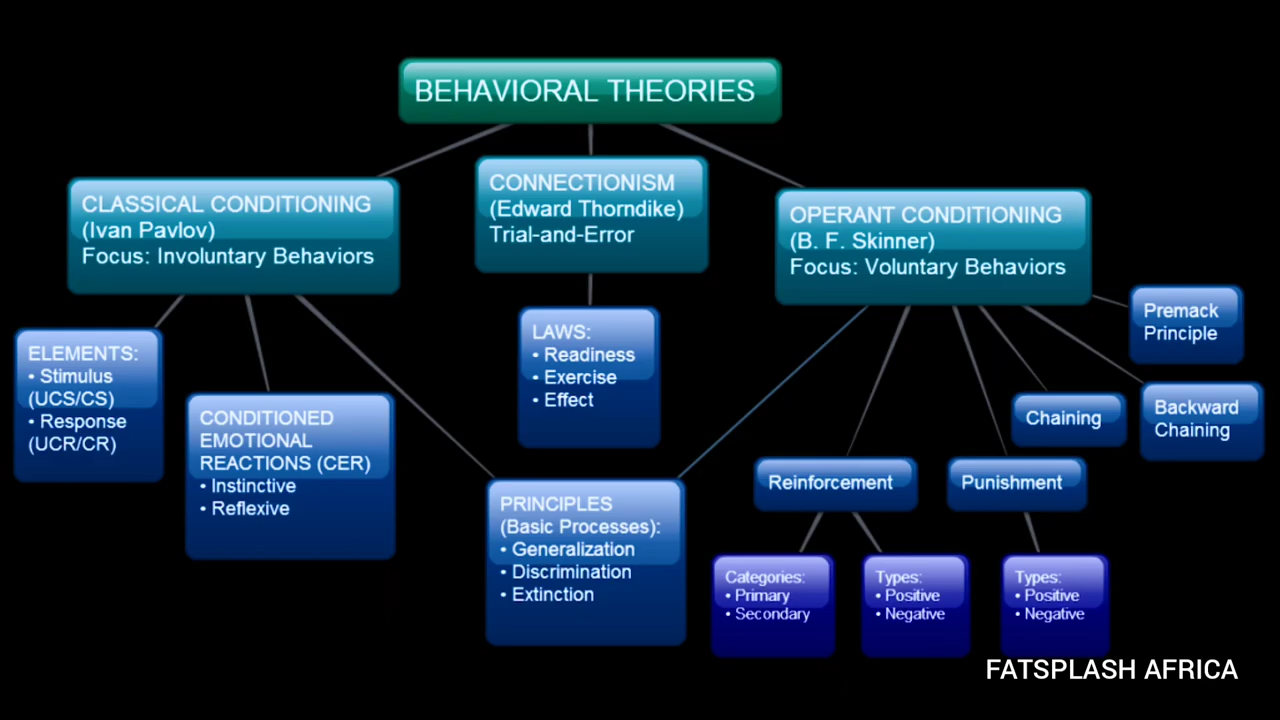 BEHAVIORAL THEORIES
CLASSICAL CONDITIONING
(Ivan Pavlov)
Focus: Involuntary Behaviors
CONNECTIONISM
(Edward Thorndike)
Trial-and-Error
OPERANT CONDITIONING
(B. F. Skinner)
Focus: Voluntary Behaviors
ELEMENTS:
• Stimulus
(UCS/CS)
• Response
(UCR/CR)
CONDITIONED
EMOTIONAL
REACTIONS (CER)
• Instinctive
• Reflexive
LAWS:
• Readiness
• Exercise
• Effect
PRINCIPLES
(Basic Processes):
• Generalization
• Discrimination
• Extinction
Premack
Principle
Chaining
Backward
Chaining
Reinforcement
Punishment
Categories:
• Primary
• Secondary
Types:
• Positive
• Negative
Types:
• Positive
• Negative
FATSPLASH AFRICA